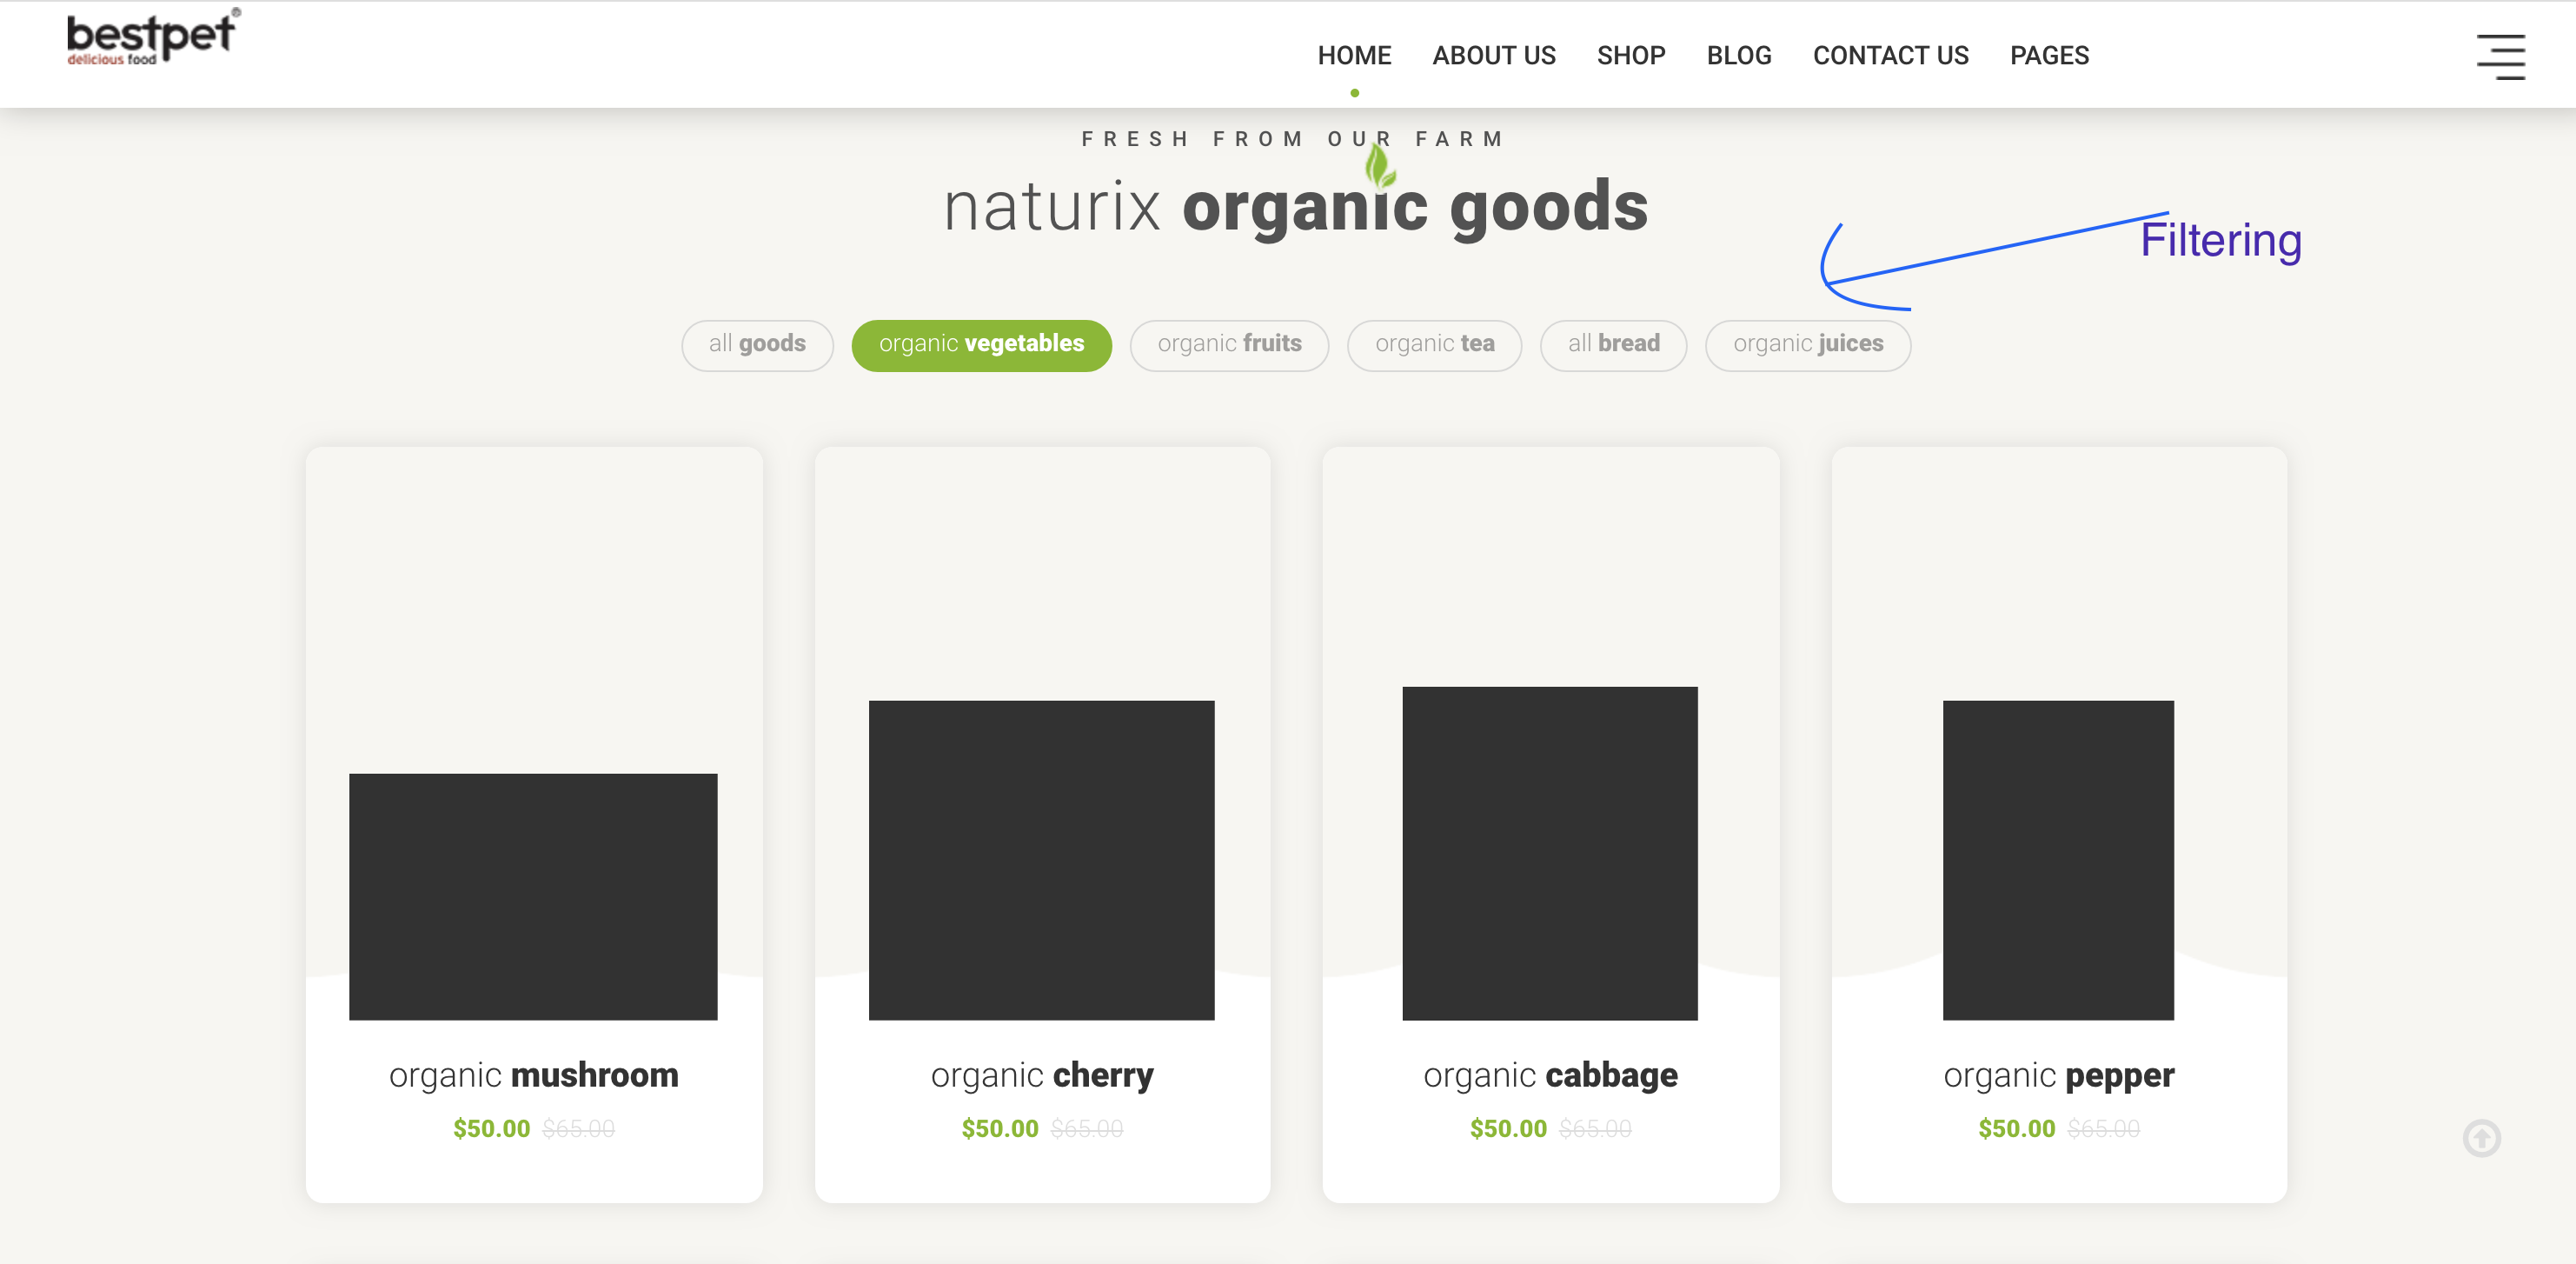 bestpet®
delicious food
HOME ABOUT US SHOP BLOG CONTACT US PAGES
FRESH FROM OUR FARM
naturix organic goods
Filtering
all goods organic vegetables organic fruits organic tea all bread organic juices
organic mushroom organic cherry organic cabbage organic pepper
$50.00 $65.00 $50.00 $65.00 $50.00 $65.00 $50.00 $65.00